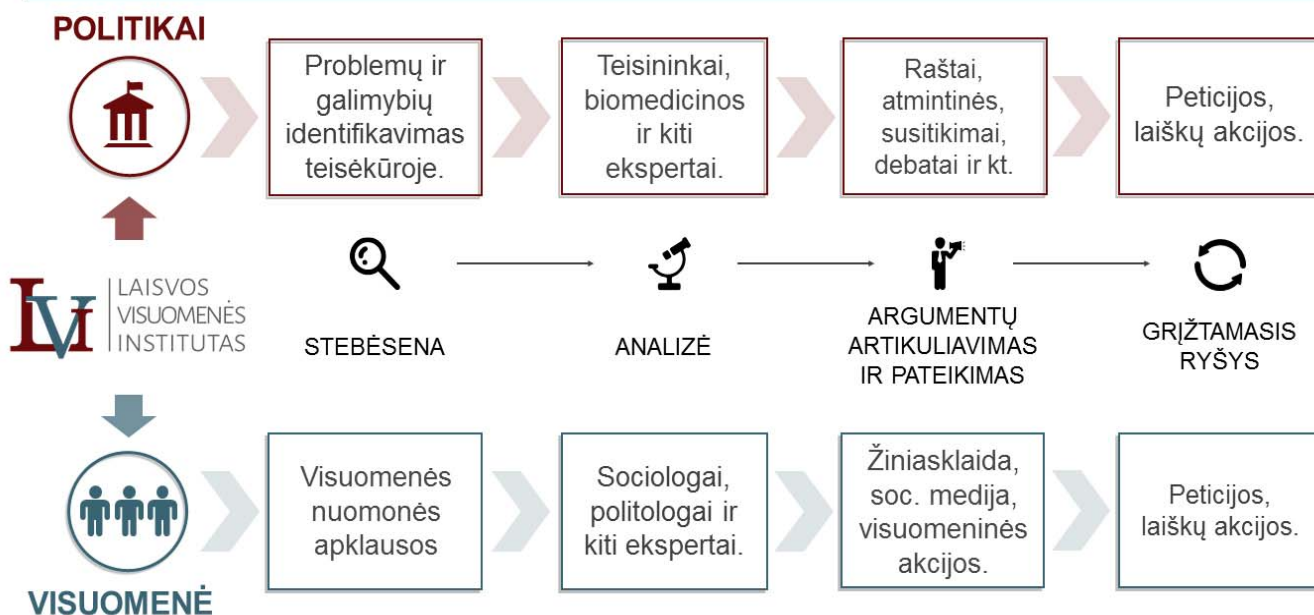 POLITIKAI
Problemų ir
galimybių
identifikavimas
teisėkūroje.
Teisininkai,
biomedicinos
ir kiti
ekspertai.
Raštai,
atmintinės,
susitikimai,
debatai ir kt.
Peticijos,
laiškų akcijos.
LVI
LAISVOS
VISUOMENĖS
INSTITUTAS
STEBĖSENA
ANALIZĖ
ARGUMENTŲ
ARTIKULIAVIMAS
IR PATEIKIMAS
GRĮŽTAMASIS
RYŠYS
Visuomenės
nuomonės
apklausos
Sociologai,
politologai ir
kiti ekspertai.
Žiniasklaida,
soc. medija,
visuomeninės
akcijos.
Peticijos,
laiškų akcijos.
VISUOMENĖ